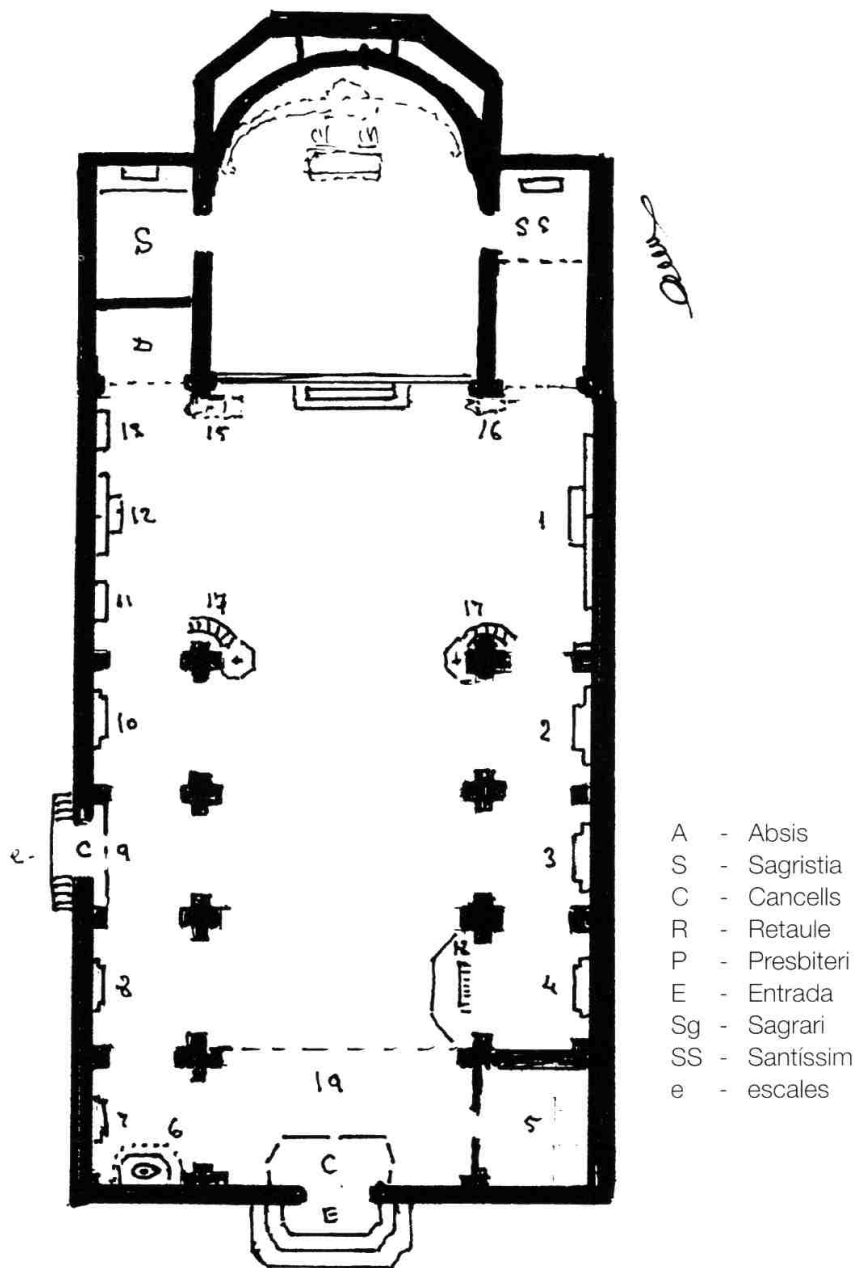 S
SS
13
15
16
12
1
11
17
17
10
2
e-
C
9
3
8
4
19
7
6
5
C
E
A - Absis
S - Sagristia
C - Cancells
R - Retaule
P - Presbiteri
E - Entrada
Sg - Sagrari
SS - Santíssim
e - escales